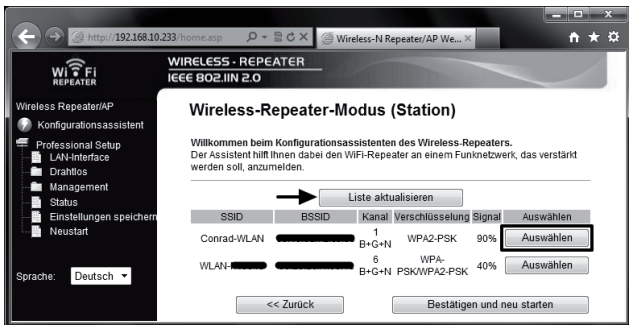 http://192.168.10.233/home.asp
Wireless-N Repeater/AP We...
WiFi
REPEATER
WIRELESS - REPEATER
IEEE 802.11N 2.0
Wireless Repeater/AP
Konfigurationsassistent
Professional Setup
LAN-Interface
Drahtlos
Management
Status
Einstellungen speichern
Neustart
Sprache: Deutsch
Wireless-Repeater-Modus (Station)
Willkommen beim Konfigurationsassistenten des Wireless-Repeaters.
Der Assistent hilft Ihnen dabei den WiFi-Repeater an einem Funknetzwerk, das verstärkt
werden soll, anzumelden.
Liste aktualisieren
SSID BSSID Kanal Verschlüsselung Signal Auswählen
Conrad-WLAN 1 B+G+N WPA2-PSK 90% Auswählen
WLAN- 6 B+G+N WPA-PSK/WPA2-PSK 40% Auswählen
<< Zurück Bestätigen und neu starten